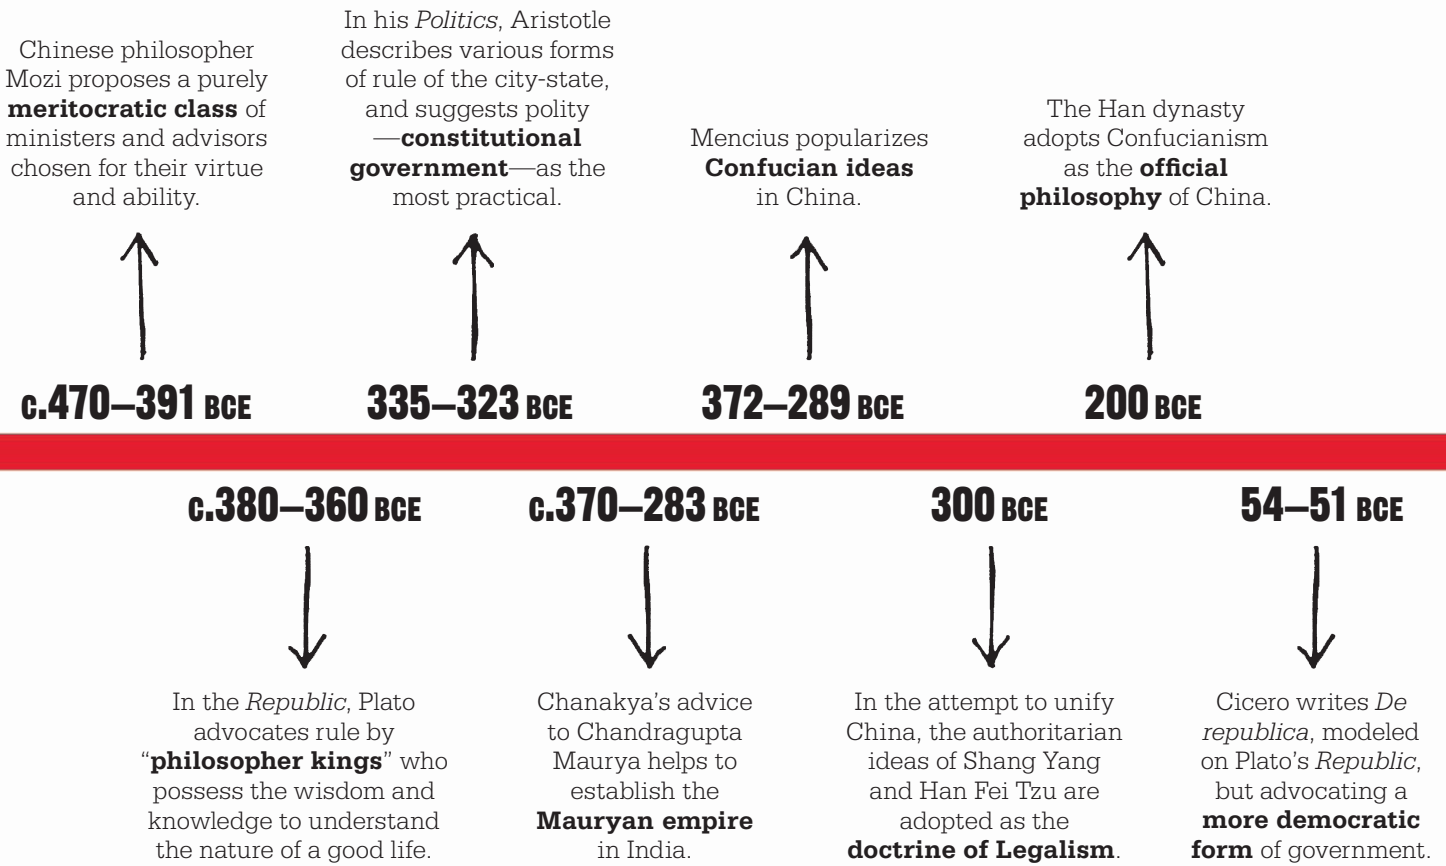 Chinese philosopher
Mozi proposes a purely
meritocratic class of
ministers and advisors
chosen for their virtue
and ability.
c.470–391 BCE
In his Politics, Aristotle
describes various forms
of rule of the city-state,
and suggests polity
—constitutional
government—as the
most practical.
335–323 BCE
Mencius popularizes
Confucian ideas
in China.
372–289 BCE
The Han dynasty
adopts Confucianism
as the official
philosophy of China.
200 BCE
c.380–360 BCE
In the Republic, Plato
advocates rule by
“philosopher kings” who
possess the wisdom and
knowledge to understand
the nature of a good life.
c.370–283 BCE
Chanakya’s advice
to Chandragupta
Maurya helps to
establish the
Mauryan empire
in India.
300 BCE
In the attempt to unify
China, the authoritarian
ideas of Shang Yang
and Han Fei Tzu are
adopted as the
doctrine of Legalism.
54–51 BCE
Cicero writes De
republica, modeled
on Plato’s Republic,
but advocating a
more democratic
form of government.